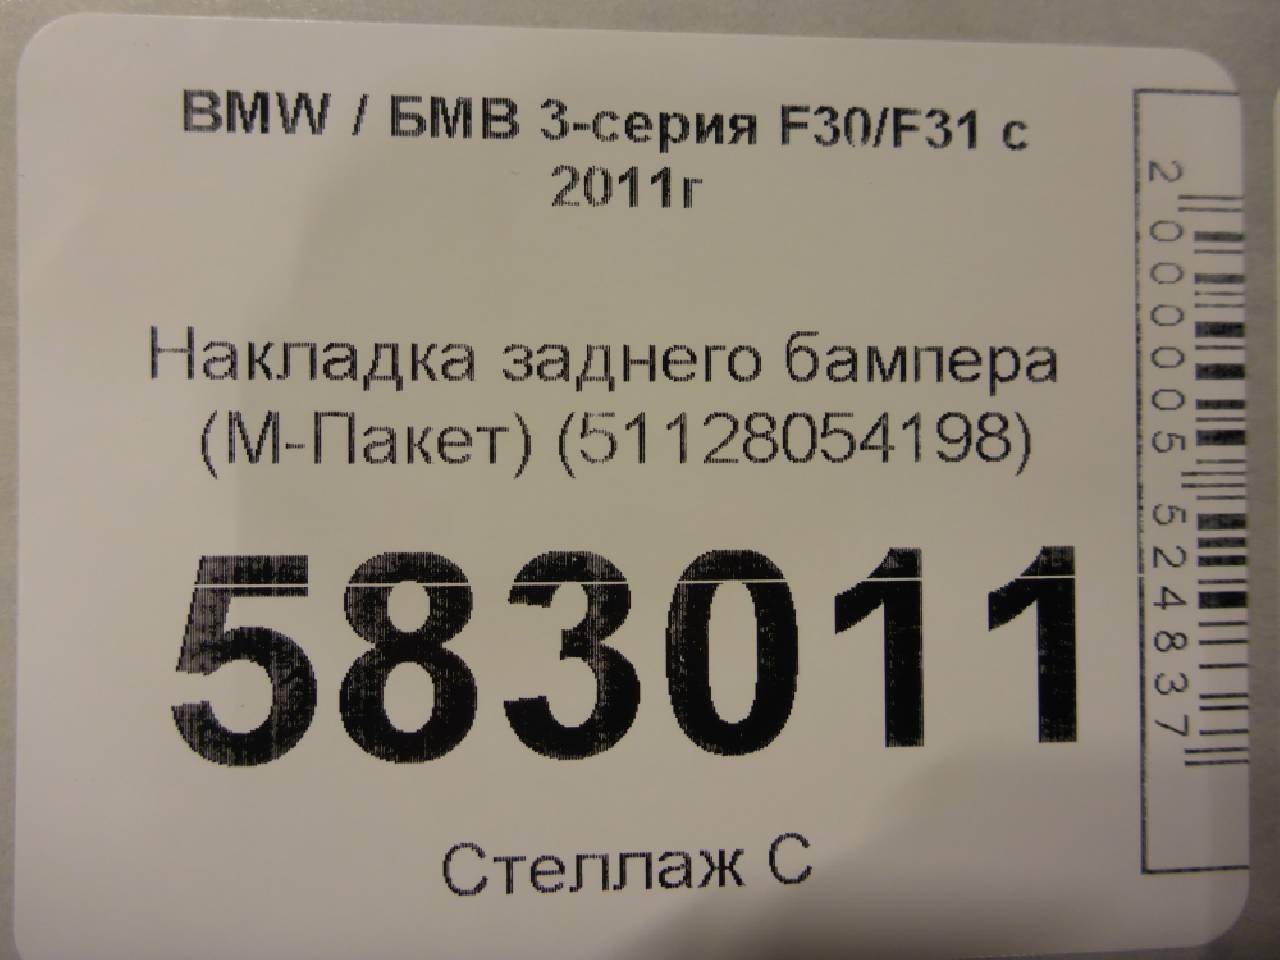 BMW / БМВ 3-серия F30/F31 с
2011г
Накладка заднего бампера
(М-Пакет) (51128054198)
583011
Стеллаж С
2000005524837